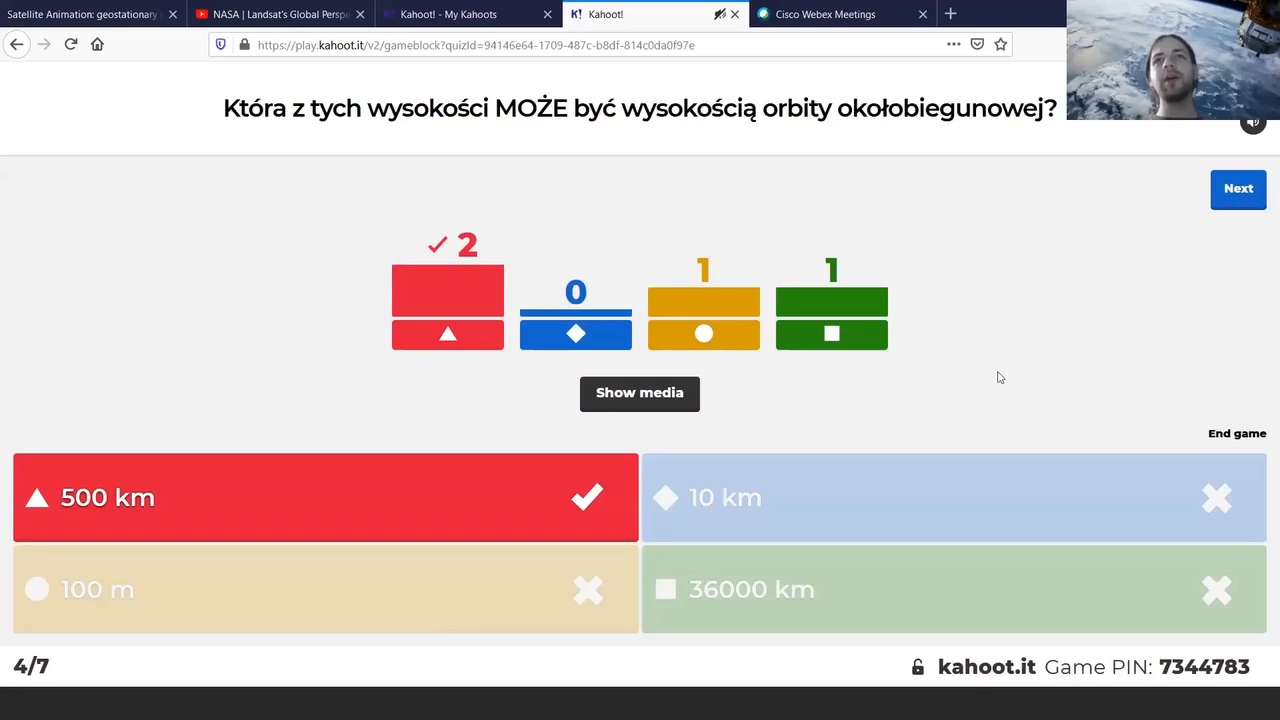 Satellite Animation: geostationary
NASA | Landsat's Global Perspe
Kahoot! - My Kahoots
Kahoot!
Cisco Webex Meetings
https://play.kahoot.it/v2/gameblock?quizId=94146e64-1709-487c-b8df-814c0da0f97e
Która z tych wysokości MOŻE być wysokością orbity okołobiegunowej?
Next
2
0
1
1
Show media
End game
500 km
10 km
100 m
36000 km
4/7
kahoot.it Game PIN: 7344783